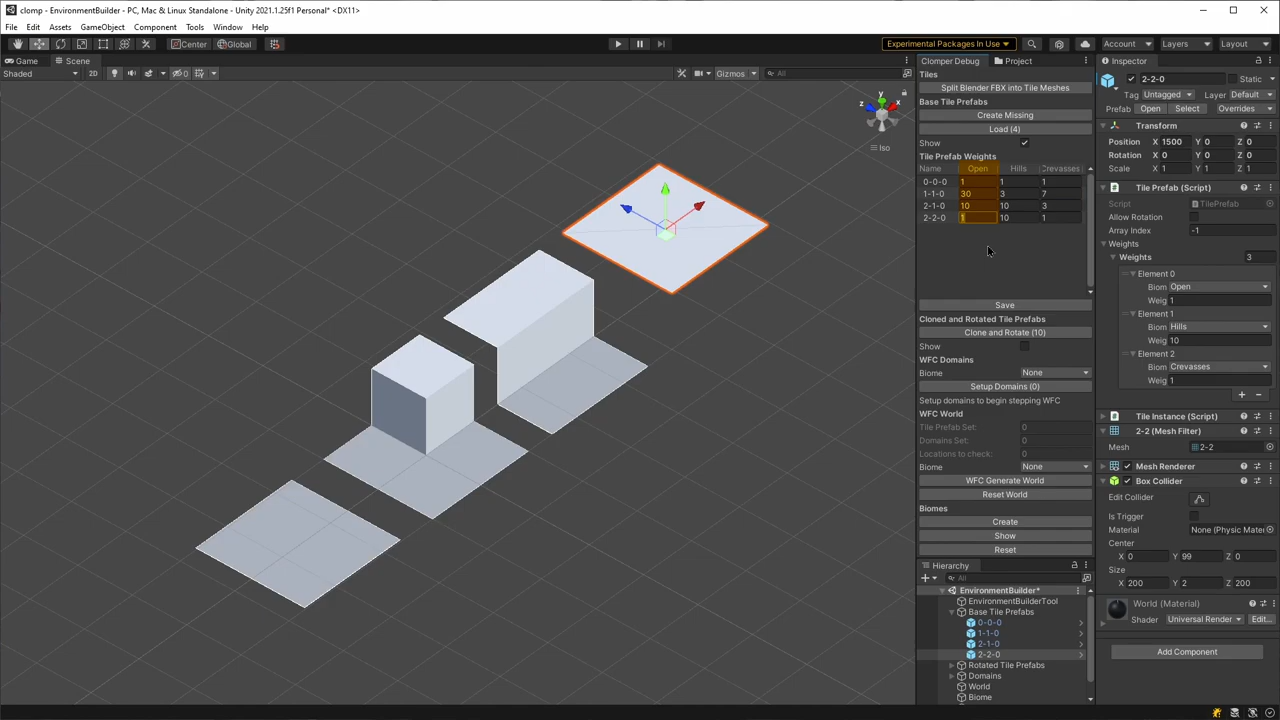 clomp - EnvironmentBuilder - PC, Mac & Linux Standalone - Unity 2021.1.25f1 Personal* <DX11>
File Edit Assets GameObject Component Tools Window Help
Center Global Experimental Packages In Use Account Layers Layout
Game Scene
Shaded 2D Gizmos All
y
z x
Iso
Clomper Debug Project
Tiles
Split Blender FBX into Tile Meshes
Base Tile Prefabs
Create Missing
Load (4)
Show
Tile Prefab Weights
Name Open Hills Crevasses
0-0-0 1 1 1
1-1-0 30 3 7
2-1-0 10 10 3
2-2-0 1 10 1
Save
Cloned and Rotated Tile Prefabs
Clone and Rotate (10)
Show
WFC Domains
Biome None
Setup Domains (0)
Setup domains to begin stepping WFC
WFC World
Tile Prefab Set: 0
Domains Set: 0
Locations to check: 0
Biome None
WFC Generate World
Reset World
Biomes
Create
Show
Reset
Hierarchy
All
EnvironmentBuilder*
EnvironmentBuilderTool
Base Tile Prefabs
0-0-0
1-1-0
2-1-0
2-2-0
Rotated Tile Prefabs
Domains
World
Biome
Inspector
2-2-0 Static
Tag Untagged Layer Default
Prefab Open Select Overrides
Transform
Position X 1500 Y 0 Z 0
Rotation X 0 Y 0 Z 0
Scale X 1 Y 1 Z 1
Tile Prefab (Script)
Script TilePrefab
Allow Rotation
Array Index -1
Weights
Weights 3
Element 0
Biom Open
Weig 1
Element 1
Biom Hills
Weig 10
Element 2
Biom Crevasses
Weig 1
Tile Instance (Script)
2-2 (Mesh Filter)
Mesh 2-2
Mesh Renderer
Box Collider
Edit Collider
Is Trigger
Material None (Physic Mater
Center
X 0 Y 99 Z 0
Size
X 200 Y 2 Z 200
World (Material)
Shader Universal Render Edit...
Add Component